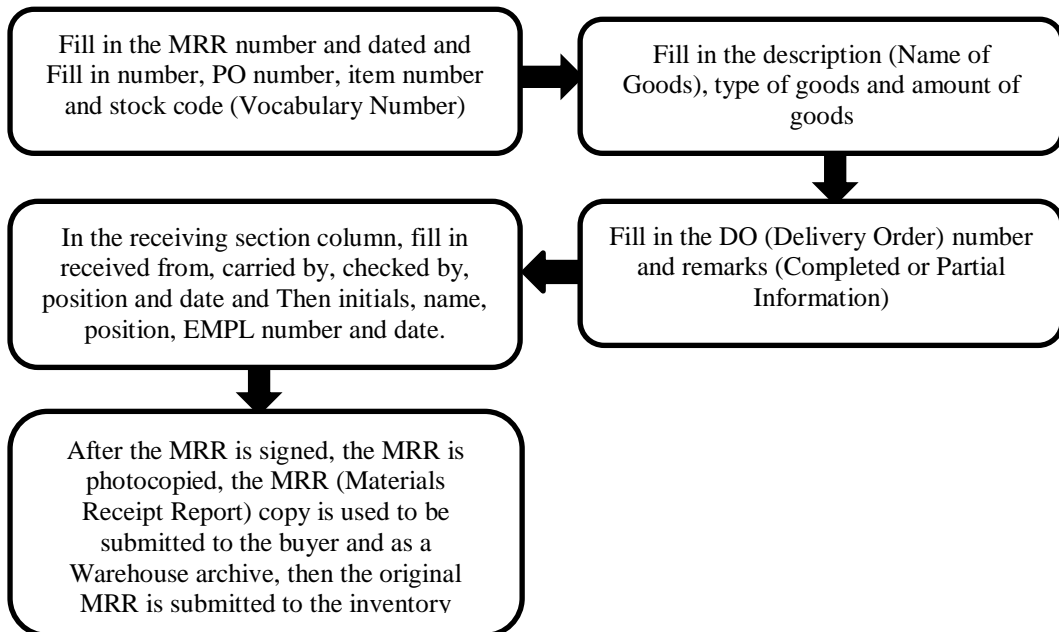 Fill in the MRR number and dated and
Fill in number, PO number, item number
and stock code (Vocabulary Number)
Fill in the description (Name of
Goods), type of goods and amount of
goods
Fill in the DO (Delivery Order) number
and remarks (Completed or Partial
Information)
In the receiving section column, fill in
received from, carried by, checked by,
position and date and Then initials, name,
position, EMPL number and date.
After the MRR is signed, the MRR is
photocopied, the MRR (Materials
Receipt Report) copy is used to be
submitted to the buyer and as a
Warehouse archive, then the original
MRR is submitted to the inventory